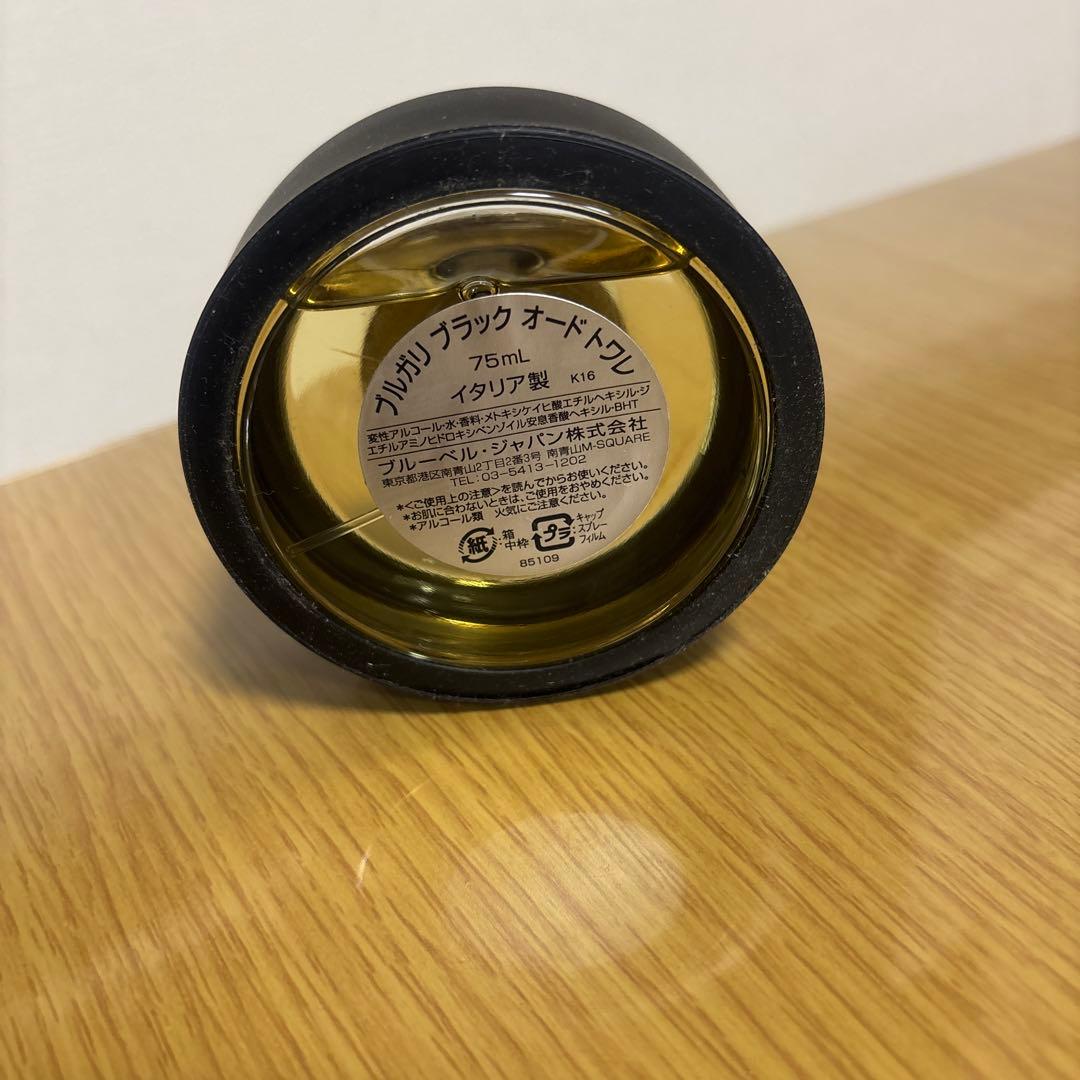 ブルガリ ブラック オードトワレ
75mL
イタリア製 K16
変性アルコール・水・香料・メトキシケイヒ酸エチルヘキシル・ジ
エチルアミノヒドロキシベンゾイル安息香酸ヘキシル・BHT
ブルーベル・ジャパン株式会社
東京都港区南青山2丁目2番3号 南青山M-SQUARE
TEL：03-5413-1202
*<ご使用上の注意>を読んでからお使いください。
*お肌に合わないときは、ご使用をおやめください。
*アルコール類 火気にご注意ください。
紙 :箱 中枠 プラ :キャップ スプレー フィルム
85109